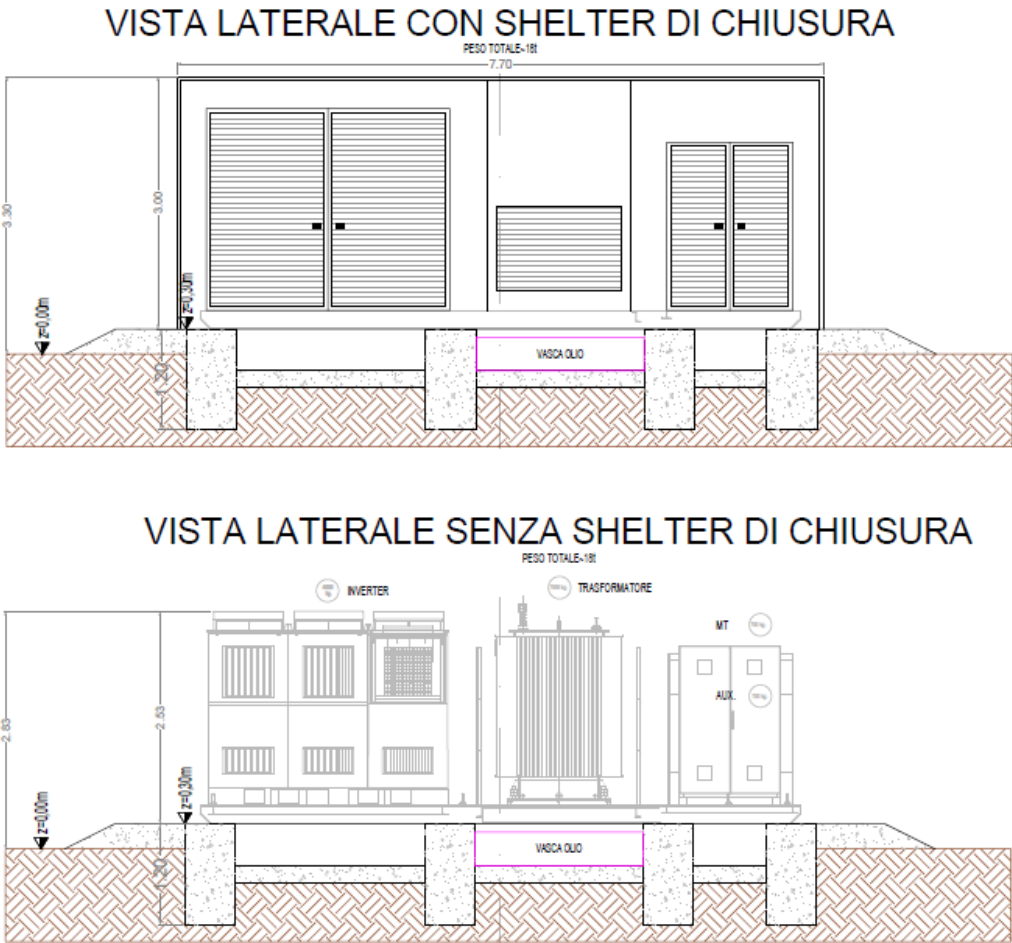 VISTA LATERALE CON SHELTER DI CHIUSURA
PESO TOTALE~18t
7.70
3.30
3.00
z=0,30m
z=0,00m
1.20
VASCA OLIO
VISTA LATERALE SENZA SHELTER DI CHIUSURA
PESO TOTALE~18t
INVERTER
TRASFORMATORE
MT
AUX.
2.83
2.53
z=0,30m
z=0,00m
1.20
VASCA OLIO